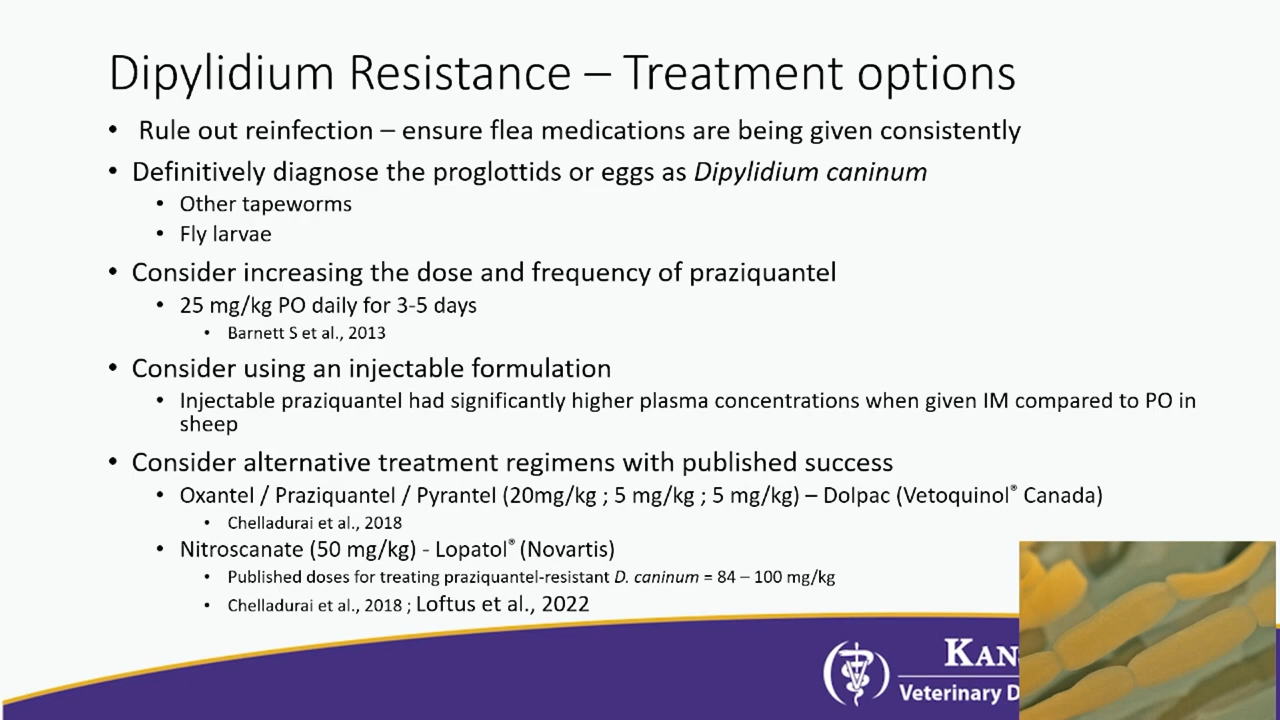 Dipylidium Resistance – Treatment options
• Rule out reinfection – ensure flea medications are being given consistently
• Definitively diagnose the proglottids or eggs as Dipylidium caninum
• Other tapeworms
• Fly larvae
• Consider increasing the dose and frequency of praziquantel
• 25 mg/kg PO daily for 3-5 days
• Barnett S et al., 2013
• Consider using an injectable formulation
• Injectable praziquantel had significantly higher plasma concentrations when given IM compared to PO in
sheep
• Consider alternative treatment regimens with published success
• Oxantel / Praziquantel / Pyrantel (20mg/kg ; 5 mg/kg ; 5 mg/kg) – Dolpac (Vetoquinol® Canada)
• Chelladurai et al., 2018
• Nitroscanate (50 mg/kg) - Lopatol® (Novartis)
• Published doses for treating praziquantel-resistant D. caninum = 84 – 100 mg/kg
• Chelladurai et al., 2018 ; Loftus et al., 2022
KAN
Veterinary D